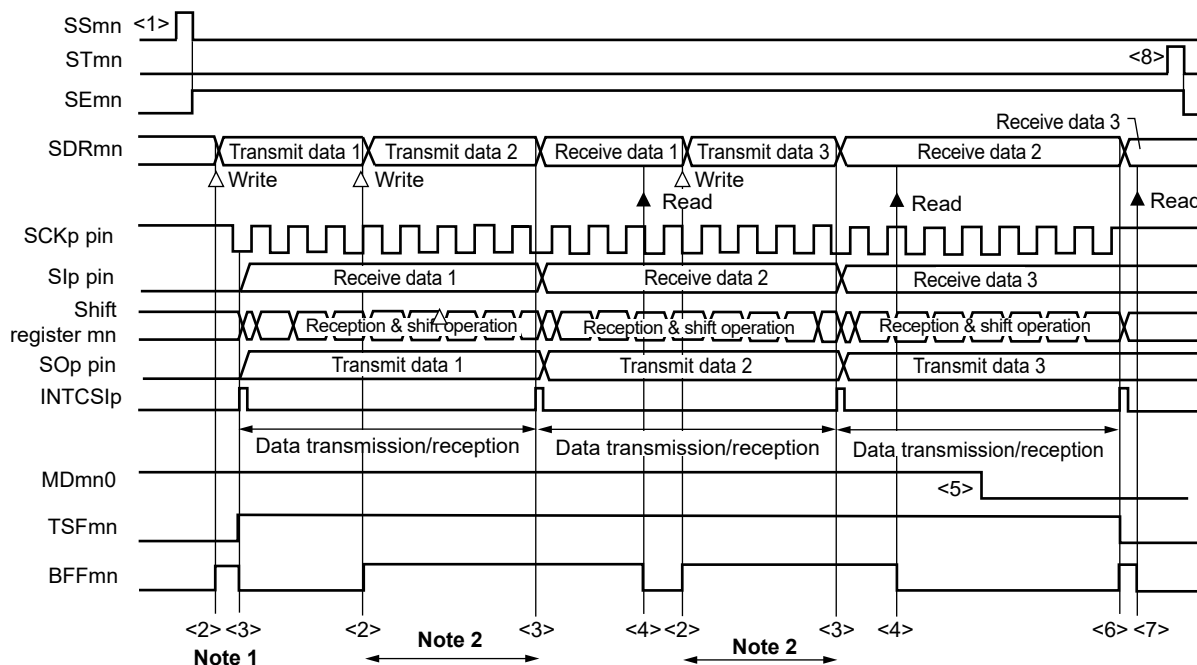 SSmn <1>
STmn <8>
SEmn
Receive data 3
SDRmn Transmit data 1 Transmit data 2 Receive data 1 Transmit data 3 Receive data 2
Write Write Write
Read Read Read
SCKp pin
SIp pin Receive data 1 Receive data 2 Receive data 3
Shift
register mn Reception & shift operation Reception & shift operation Reception & shift operation
SOp pin Transmit data 1 Transmit data 2 Transmit data 3
INTCSIp
Data transmission/reception Data transmission/reception Data transmission/reception
MDmn0 <5>
TSFmn
BFFmn
<2> <3> <2> <3> <4> <2> <3> <4> <6> <7>
Note 1 Note 2 Note 2